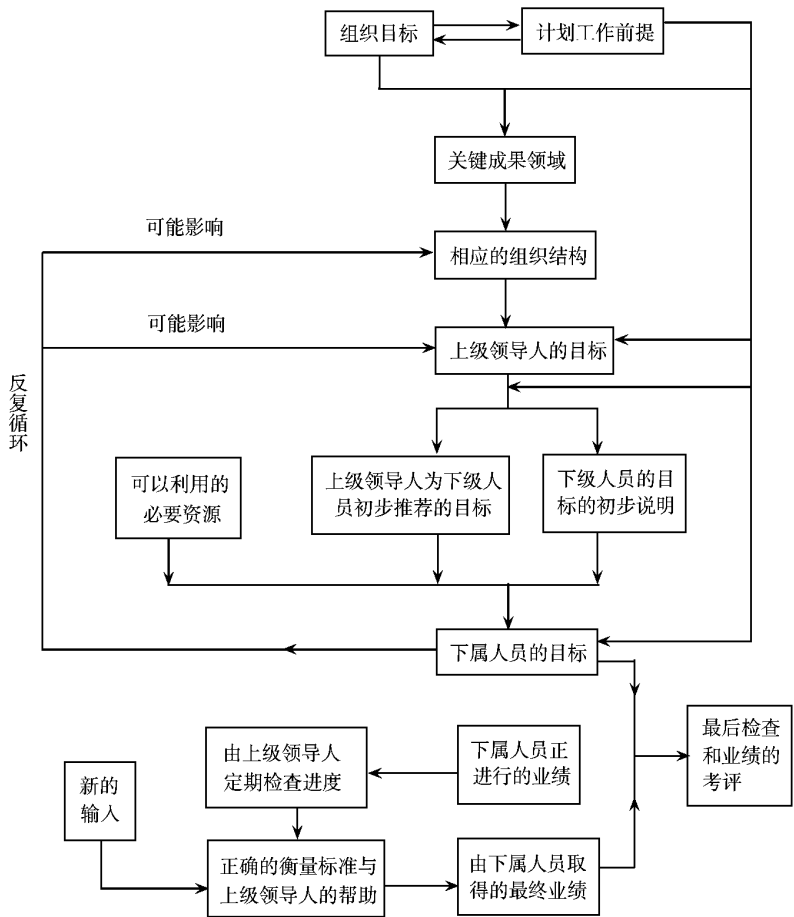 组织目标
计划工作前提
关键成果领域
可能影响
相应的组织结构
可能影响
上级领导人的目标
反复循环
可以利用的
必要资源
上级领导人为下级人
员初步推荐的目标
下级人员的目
标的初步说明
下属人员的目标
最后检查
和业绩的
考评
由上级领导人
定期检查进度
下属人员正
进行的业绩
新的
输入
正确的衡量标准与
上级领导人的帮助
由下属人员取
得的最终业绩